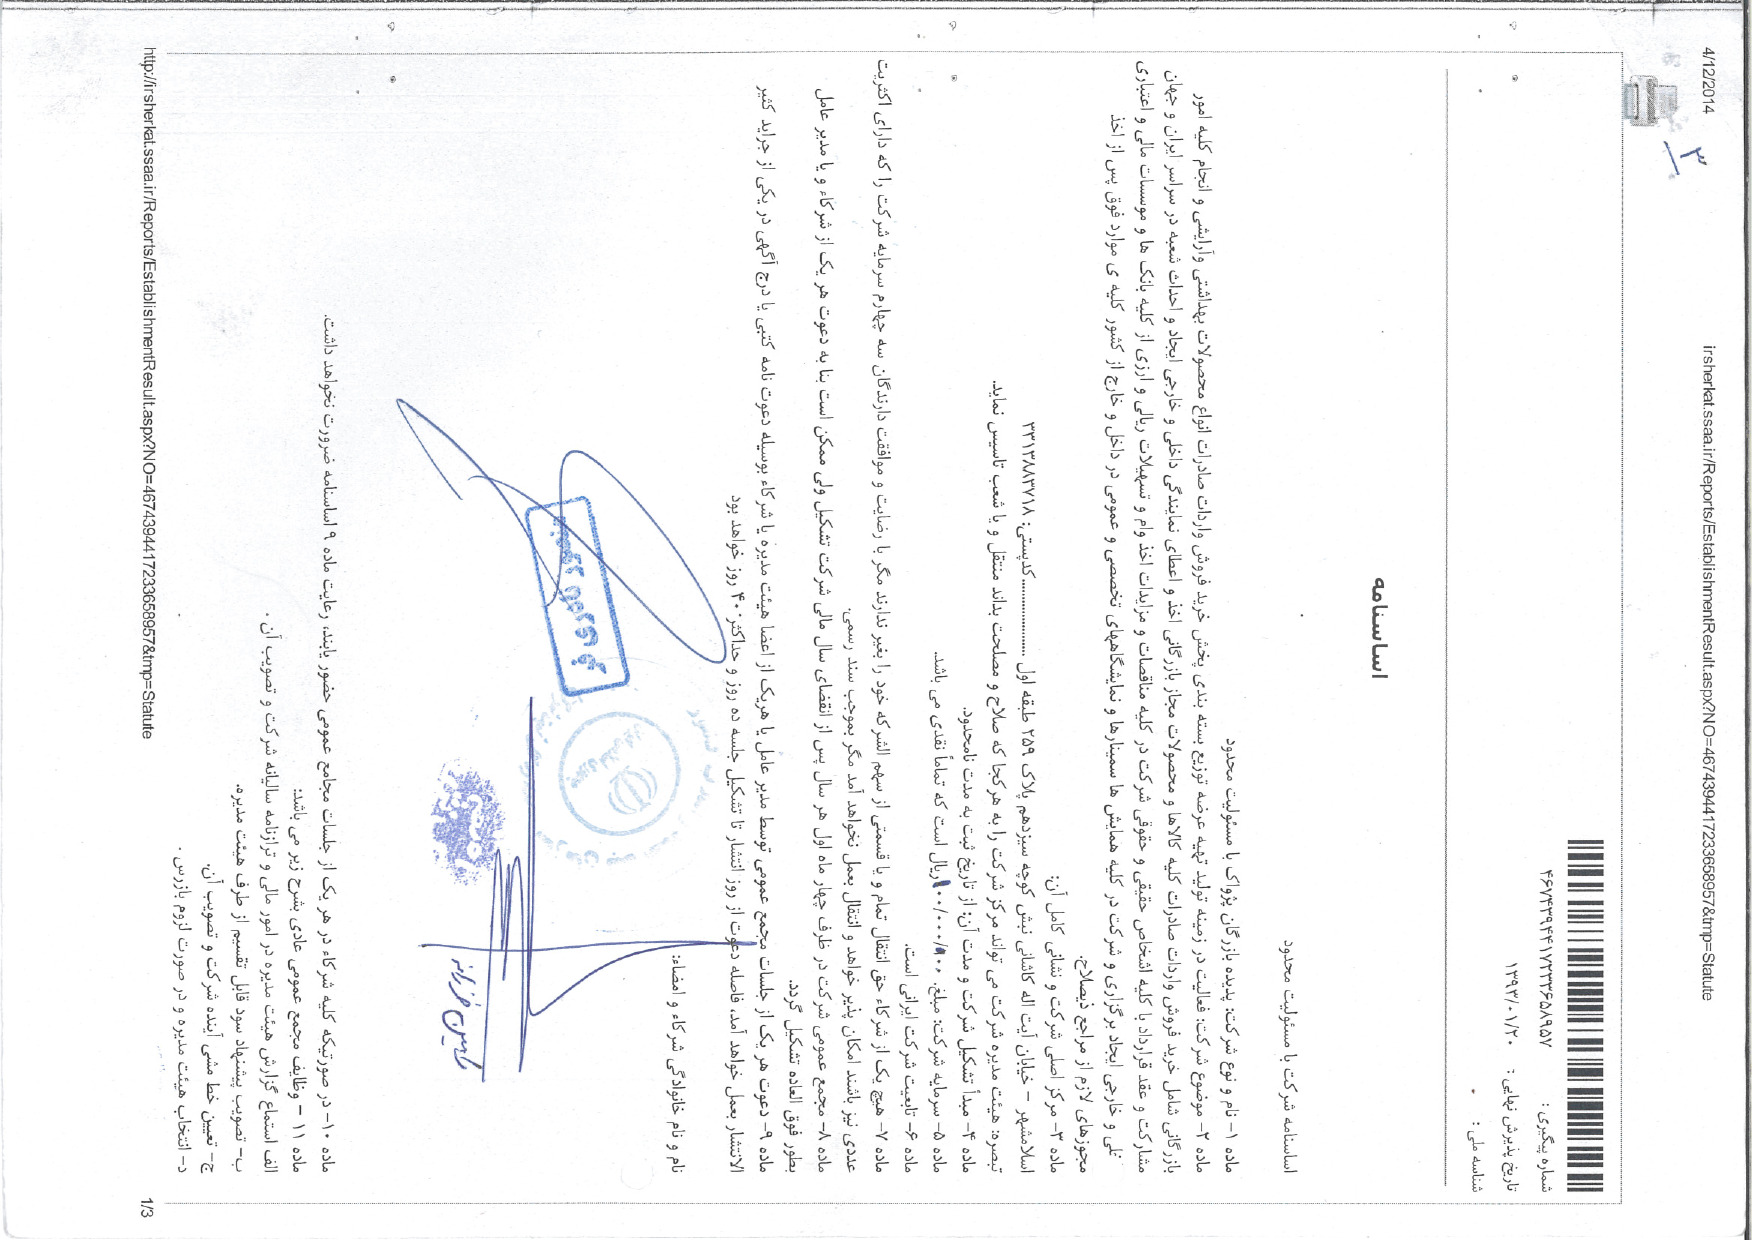 4/12/2014
irsherkat.ssaa.ir/Reports/EstablishmentResult.aspx?NO=46743944172336589578&tmp=Statute
۳
شماره پیگیری : ۴۶۷۴۳۹۴۴۱۷۲۳۳۶۵۸۹۵۷
تاریخ پذیرش نهایی : ۱۳۹۳/۰۱/۲۰
شناسه ملی :
اساسنامه
اساسنامه شرکت با مسئولیت محدود
ماده ۱- نام و نوع شرکت: پدیده بازرگان پژواک با مسئولیت محدود
ماده ۲- موضوع شرکت: فعالیت در زمینه تولید تهیه عرضه توزیع بسته بندی پخش خرید فروش واردات صادرات انواع محصولات بهداشتی وآرایشی و انجام کلیه امور
بازرگانی شامل خرید فروش واردات صادرات کلیه کالاها و محصولات مجاز بازرگانی اخذ و اعطای نمایندگی داخلی و خارجی ایجاد و احداث شعبه در سراسر ایران و جهان
مشارکت و عقد قرارداد با کلیه اشخاص حقیقی و حقوقی شرکت در کلیه مناقصات و مزایدات اخذ وام و تسهیلات ریالی و ارزی از کلیه بانک ها و موسسات مالی و اعتباری
خلی و خارجی ایجاد برگزاری و شرکت در کلیه همایش ها سمینارها و نمایشگاههای تخصصی و عمومی در داخل و خارج از کشور کلیه ی موارد فوق پس از اخذ
مجوزهای لازم از مراجع ذیصلاح.
ماده ۳- مرکز اصلی شرکت و نشانی کامل آن:
اسلامشهر - خیابان آیت اله کاشانی نبش کوچه سیزدهم پلاک ۲۵۹ طبقه اول .................. کدپستی: ۳۳۱۳۸۸۳۷۱۸
تبصره: هیئت مدیره شرکت می تواند مرکز شرکت را به هرکجا که صلاح و مصلحت بداند منتقل و یا شعب تاسیس نماید.
ماده ۴- مبدأ تشکیل شرکت و مدت آن: از تاریخ ثبت به مدت نامحدود.
ماده ۵- سرمایه شرکت: مبلغ ریال است که تماماً نقدی می باشد.
ماده ۶- تابعیت شرکت ایرانی است.
ماده ۷- هیچ یک از شرکاء حق انتقال تمام و یا قسمتی از سهم الشرکه خود را بغیر ندارند مگر با رضایت و موافقت دارندگان سه چهارم سرمایه شرکت را که دارای اکثریت
عددی نیز باشند امکان پذیر خواهد و انتقال بعمل نخواهد آمد مگر بموجب سند رسمی.
ماده ۸- مجمع عمومی شرکت در ظرف چهار ماه اول هر سال پس از انقضای سال مالی شرکت تشکیل ولی ممکن است بنا به دعوت هر یک از شرکاء و یا مدیر عامل
بطور فوق العاده تشکیل گردد.
ماده ۹- دعوت هر یک از جلسات مجمع عمومی توسط مدیر عامل یا هریک از اعضا هیئت مدیره یا شرکاء بوسیله دعوت نامه کتبی یا درج آگهی در یکی از جراید کثیر
الانتشار بعمل خواهد آمد، فاصله دعوت از روز انتشار تا تشکیل جلسه ده روز و حداکثر ۴۰ روز خواهد بود
نام و نام خانوادگی شرکاء و امضاء:
ماده ۱۰- در صورتیکه کلیه شرکاء در هر یک از جلسات مجامع عمومی حضور یابند، رعایت ماده ۹ اساسنامه ضرورت نخواهد داشت.
ماده ۱۱ - وظایف مجمع عمومی عادی بشرح زیر می باشد:
الف استماع گزارش هیئت مدیره در امور مالی و ترازنامه سالیانه شرکت و تصویب آن .
ب- تصویب پیشنهاد سود قابل تقسیم از طرف هیئت مدیره.
ج- تعیین خط مشی آینده شرکت و تصویب آن.
د- انتخاب هیئت مدیره و در صورت لزوم بازرس .
http://irsherkat.ssaa.ir/Reports/EstablishmentResult.aspx?NO=4674394417233658957&tmp=Statute
1/3